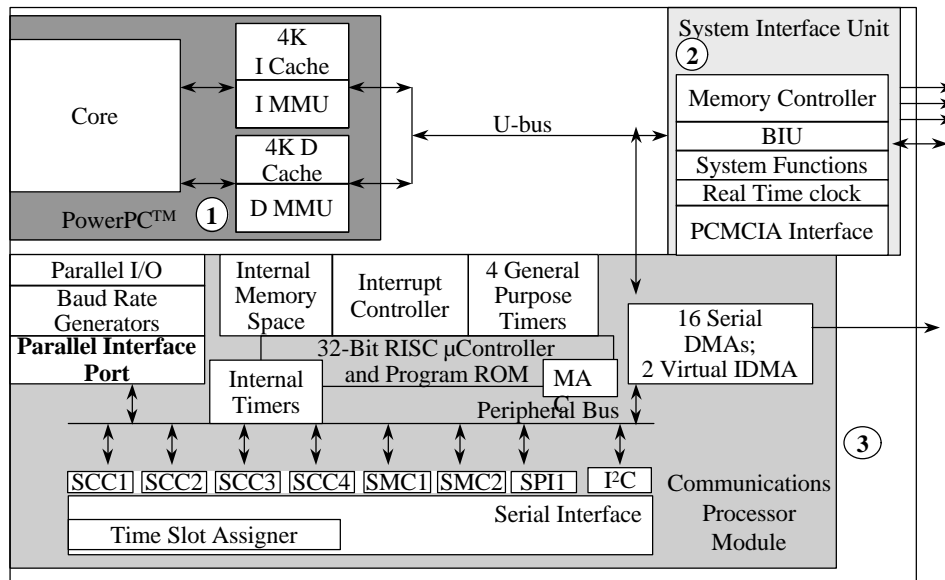 4K
I Cache
I MMU
Core
4K D
Cache
D MMU
PowerPC™
1
U-bus
System Interface Unit
2
Memory Controller
BIU
System Functions
Real Time clock
PCMCIA Interface
Parallel I/O
Baud Rate
Generators
Parallel Interface
Port
Internal
Memory
Space
Interrupt
Controller
4 General
Purpose
Timers
32-Bit RISC µController
and Program ROM
Internal
Timers
MA
C
Peripheral Bus
16 Serial
DMAs;
2 Virtual IDMA
3
SCC1
SCC2
SCC3
SCC4
SMC1
SMC2
SPI1
I²C
Serial Interface
Time Slot Assigner
Communications
Processor
Module